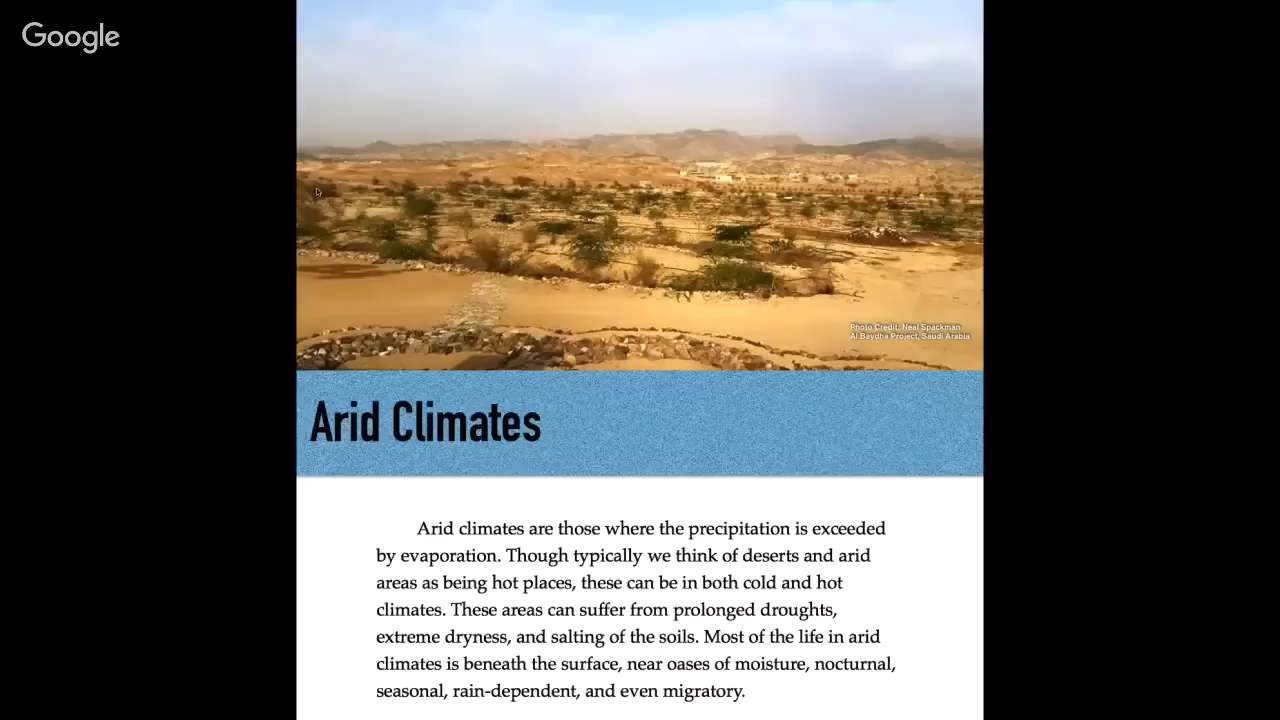 Google
Photo Credit: Neal Spackman
Al Baydha Project, Saudi Arabia
Arid Climates
Arid climates are those where the precipitation is exceeded
by evaporation. Though typically we think of deserts and arid
areas as being hot places, these can be in both cold and hot
climates. These areas can suffer from prolonged droughts,
extreme dryness, and salting of the soils. Most of the life in arid
climates is beneath the surface, near oases of moisture, nocturnal,
seasonal, rain-dependent, and even migratory.